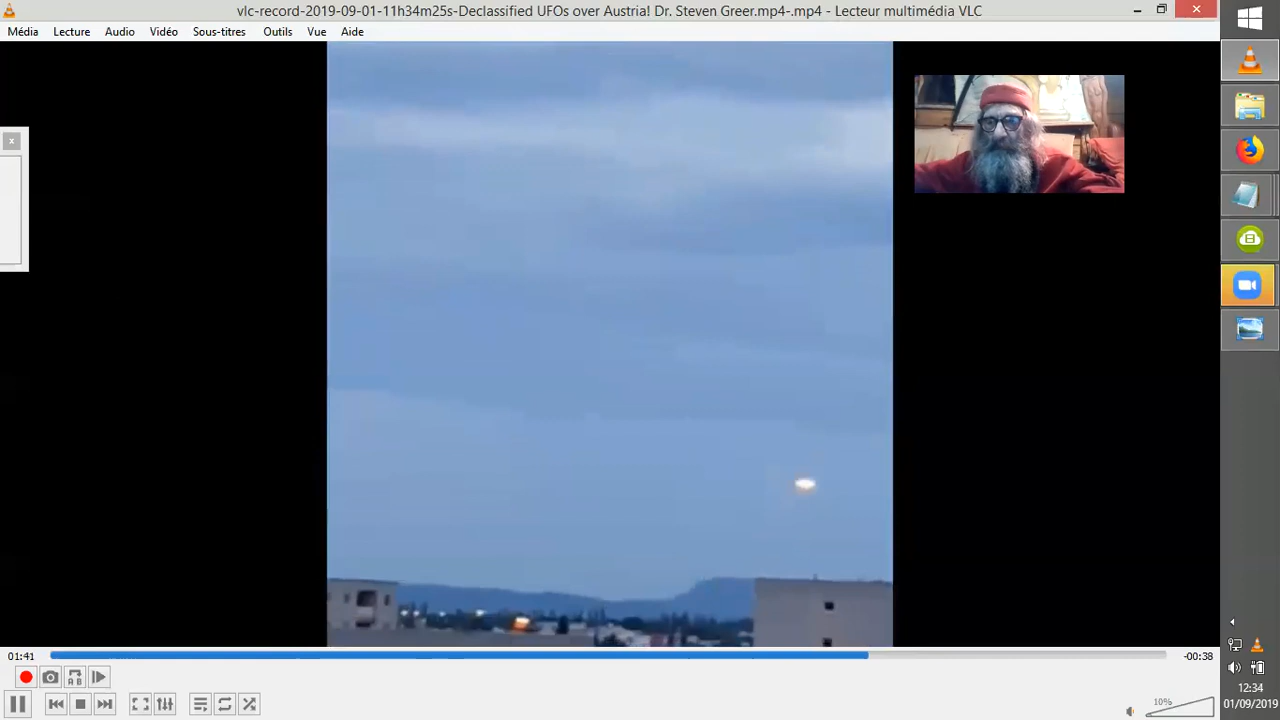 vlc-record-2019-09-01-11h34m25s-Declassified UFOs over Austria! Dr. Steven Greer.mp4-.mp4 - Lecteur multimédia VLC
Média Lecture Audio Vidéo Sous-titres Outils Vue Aide
x
01:41 -00:38
A B
10%
12:34
01/09/2019